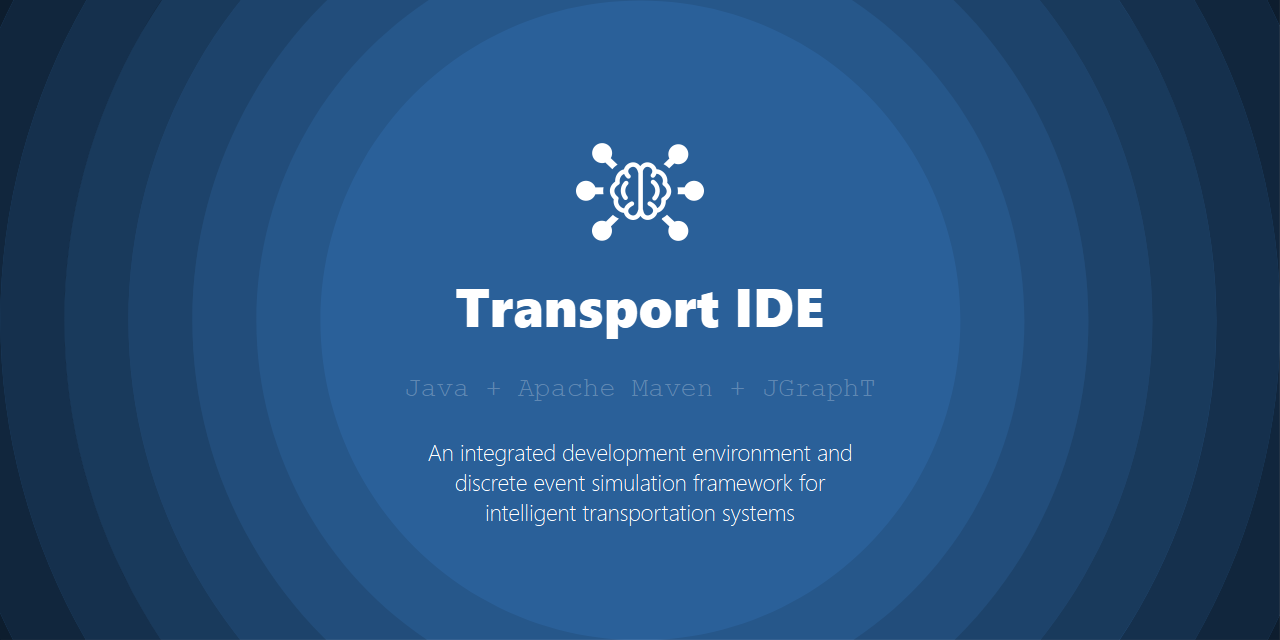 Transport IDE
Java + Apache Maven + JGraphT
An integrated development environment and
discrete event simulation framework for
intelligent transportation systems